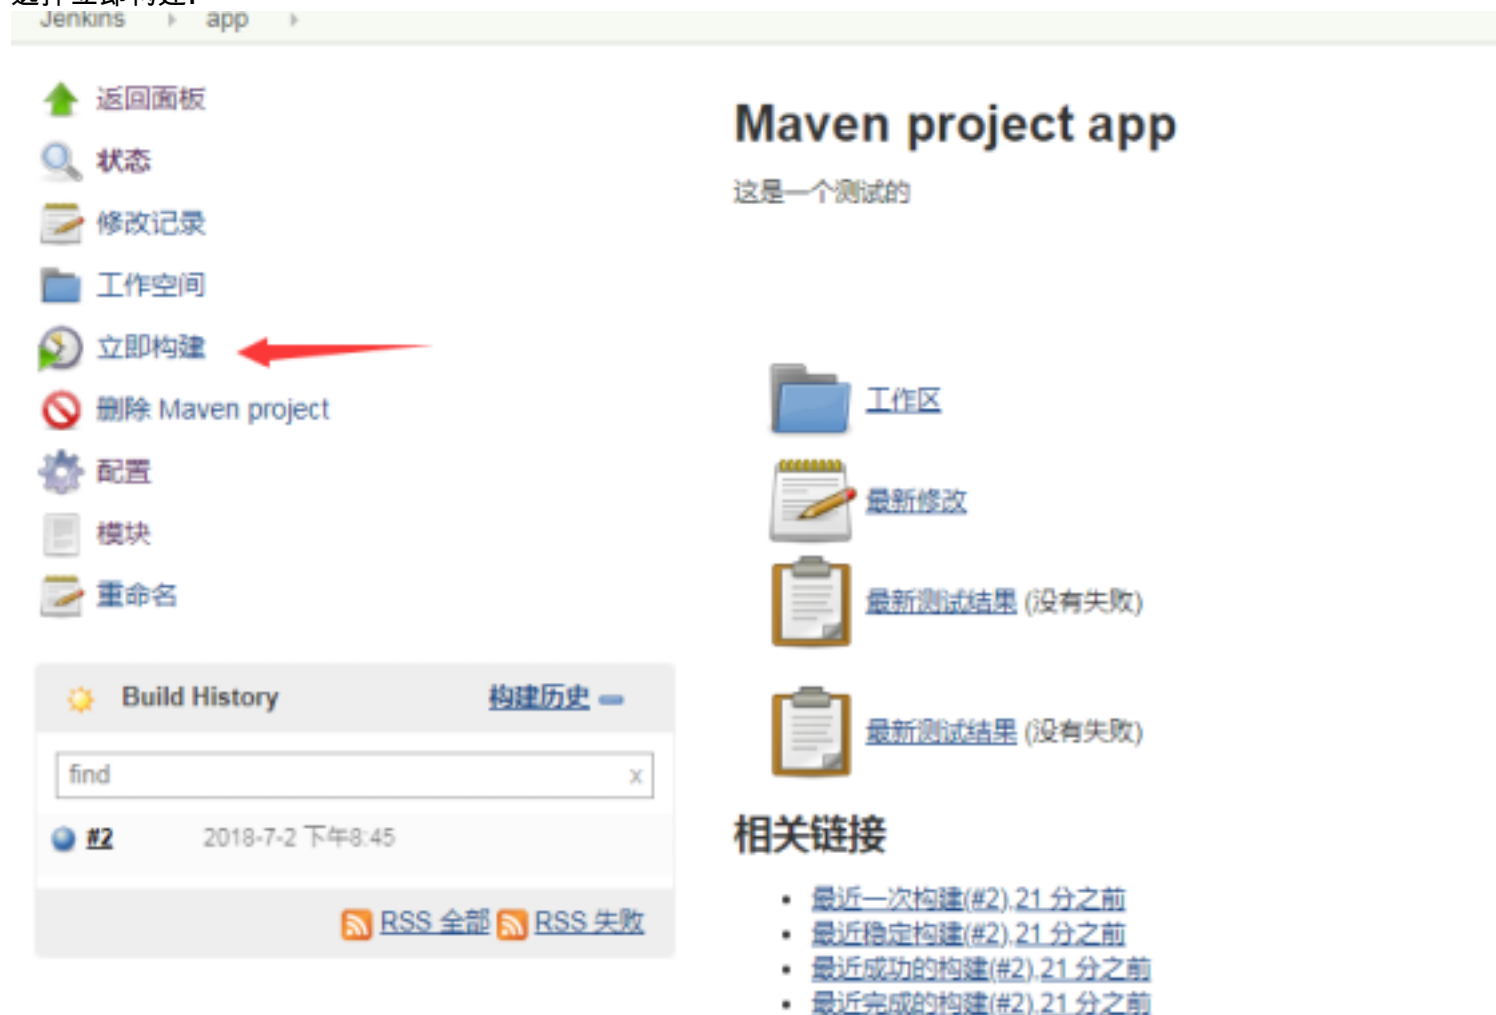 选择立即构建:
Jenkins app
返回面板
状态
修改记录
工作空间
立即构建
删除 Maven project
配置
模块
重命名
Build History 构建历史
find x
#2 2018-7-2 下午8:45
RSS 全部 RSS 失败
Maven project app
这是一个测试的
工作区
最新修改
最新测试结果 (没有失败)
最新测试结果 (没有失败)
相关链接
最近一次构建(#2),21 分之前
最近稳定构建(#2),21 分之前
最近成功的构建(#2),21 分之前
最近完成的构建(#2),21 分之前